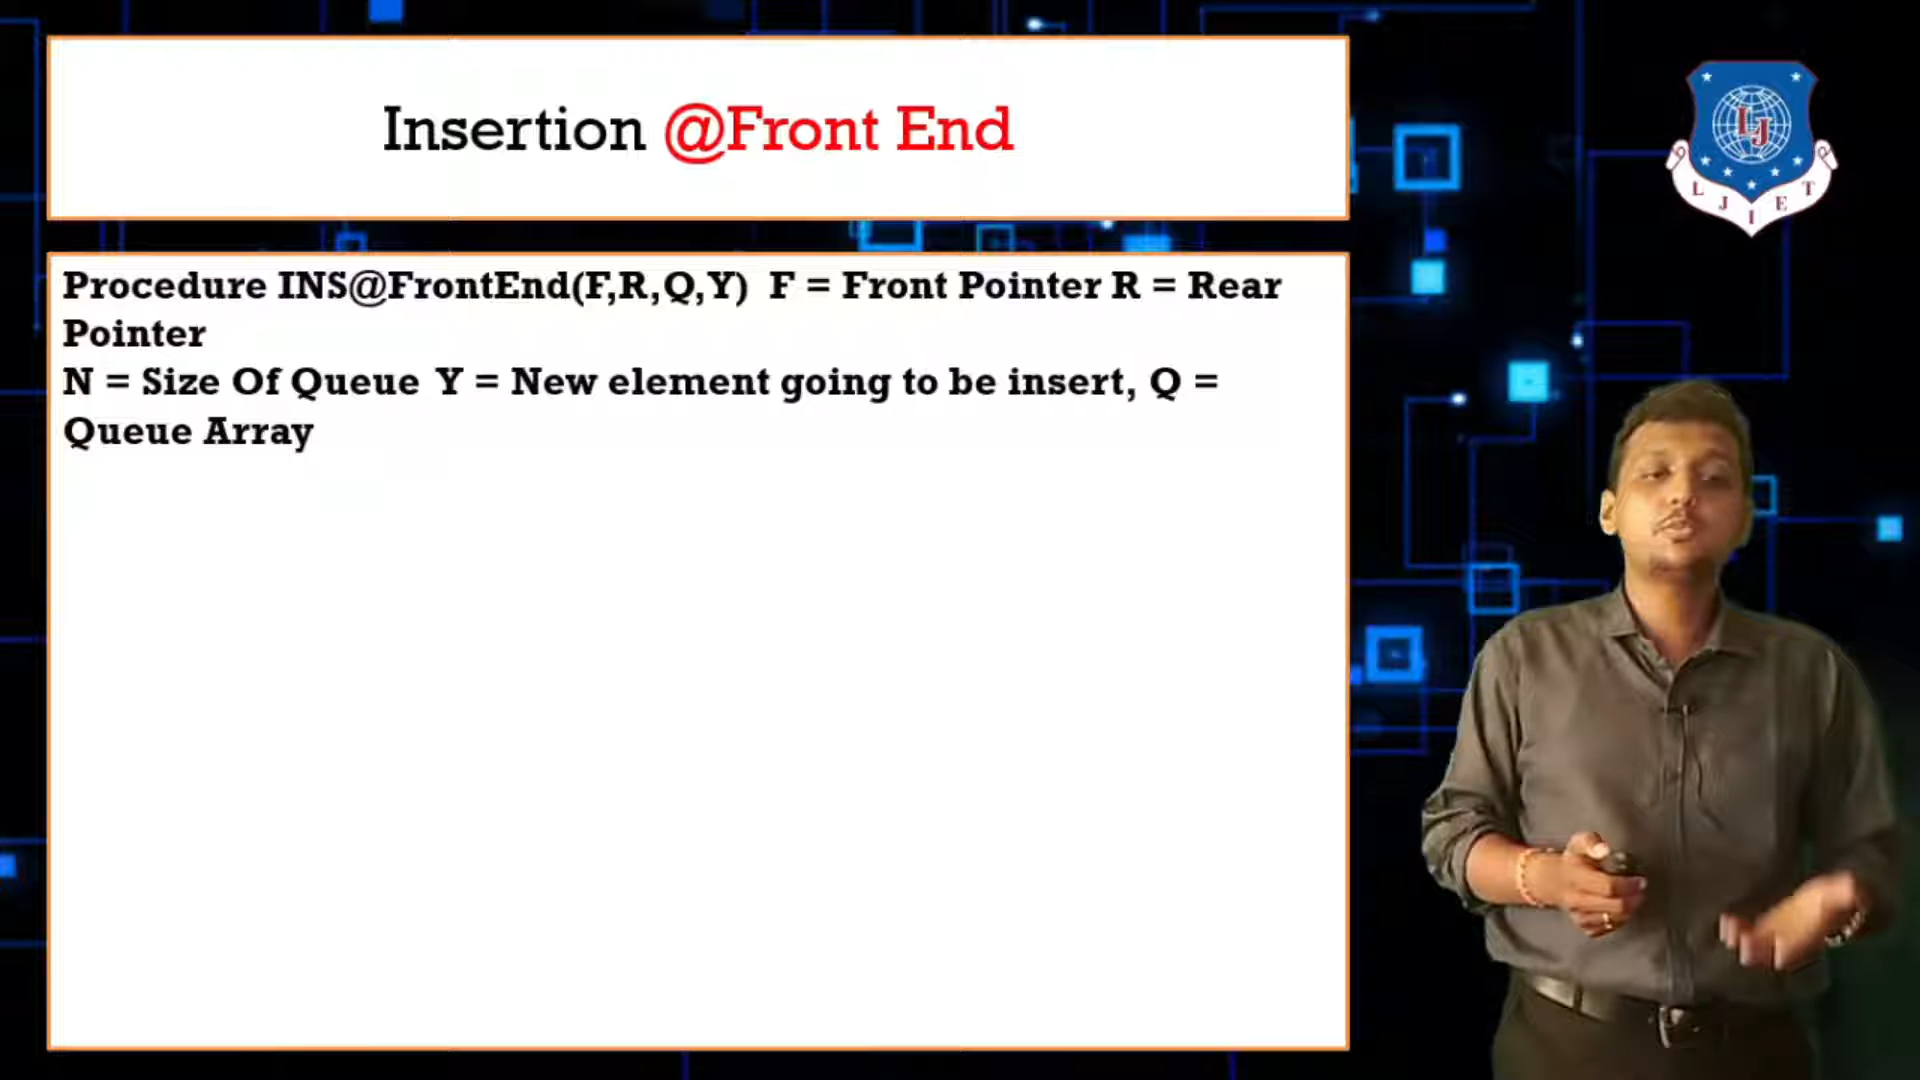 Insertion @Front End
Procedure INS@FrontEnd(F,R,Q,Y) F = Front Pointer R = Rear
Pointer
N = Size Of Queue Y = New element going to be insert, Q =
Queue Array
LJ
L J I E T